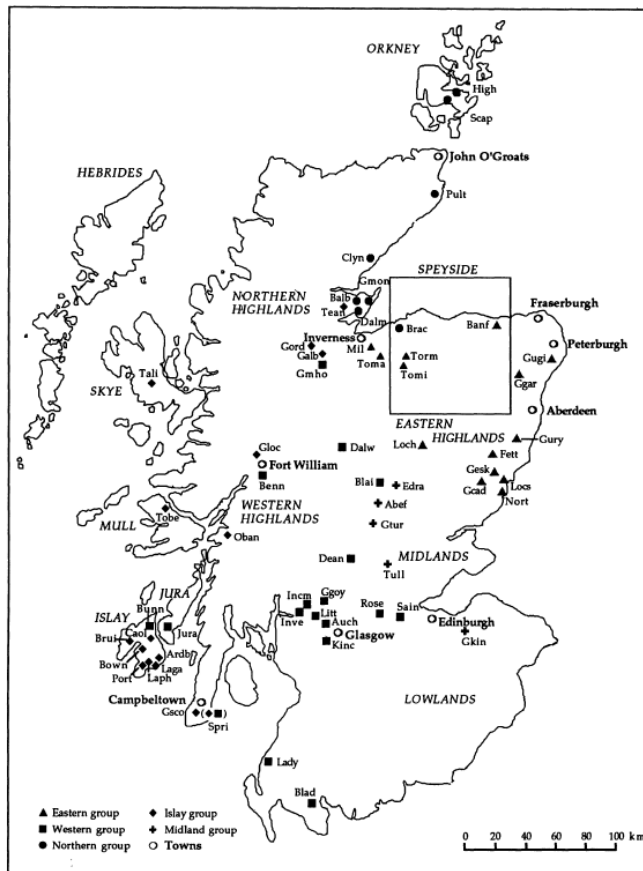 ORKNEY
High
Scap
John O'Groats
HEBRIDES
Pult
Clyn
Gmon
SPEYSIDE
NORTHERN
HIGHLANDS
Balb
Tean
Dalm
Fraserburgh
Inverness
Brac
Banf
Peterburgh
Gord
Mil
Galb
Toma
Torm
Gugi
Gmho
Tomi
Ggar
Tali
SKYE
Aberdeen
EASTERN
HIGHLANDS
Gloc
Dalw
Loch
Gury
Fett
Fort William
Benn
Blai
Edra
Gesk
Gcad
Locs
Nort
WESTERN
HIGHLANDS
Abef
Tobe
MULL
Gtur
Oban
Dean
MIDLANDS
Tull
JURA
Bunn
ISLAY
Incm
Ggoy
Caol
Litt
Rose
Sain
Brui
Jura
Inve
Auch
Edinburgh
Ardb
Glasgow
Gkin
Bown
Laga
Kinc
Port
Laph
Campbeltown
LOWLANDS
Gsco
( )
Spri
Lady
Blad
Eastern group
Islay group
Western group
Midland group
Northern group
Towns
0 20 40 60 80 100 km